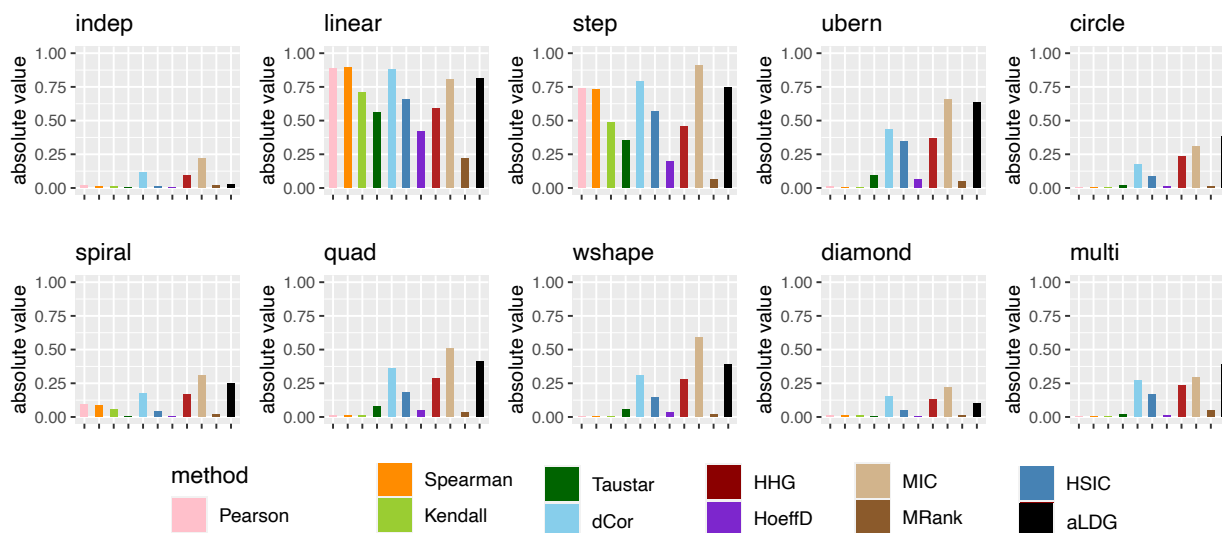 indep linear step ubern circle
absolute value 1.00 0.75 0.50 0.25 0.00
absolute value 1.00 0.75 0.50 0.25 0.00
absolute value 1.00 0.75 0.50 0.25 0.00
absolute value 1.00 0.75 0.50 0.25 0.00
absolute value 1.00 0.75 0.50 0.25 0.00
spiral quad wshape diamond multi
absolute value 1.00 0.75 0.50 0.25 0.00
absolute value 1.00 0.75 0.50 0.25 0.00
absolute value 1.00 0.75 0.50 0.25 0.00
absolute value 1.00 0.75 0.50 0.25 0.00
absolute value 1.00 0.75 0.50 0.25 0.00
method
Spearman Taustar HHG MIC HSIC
Pearson Kendall dCor HoeffD MRank aLDG